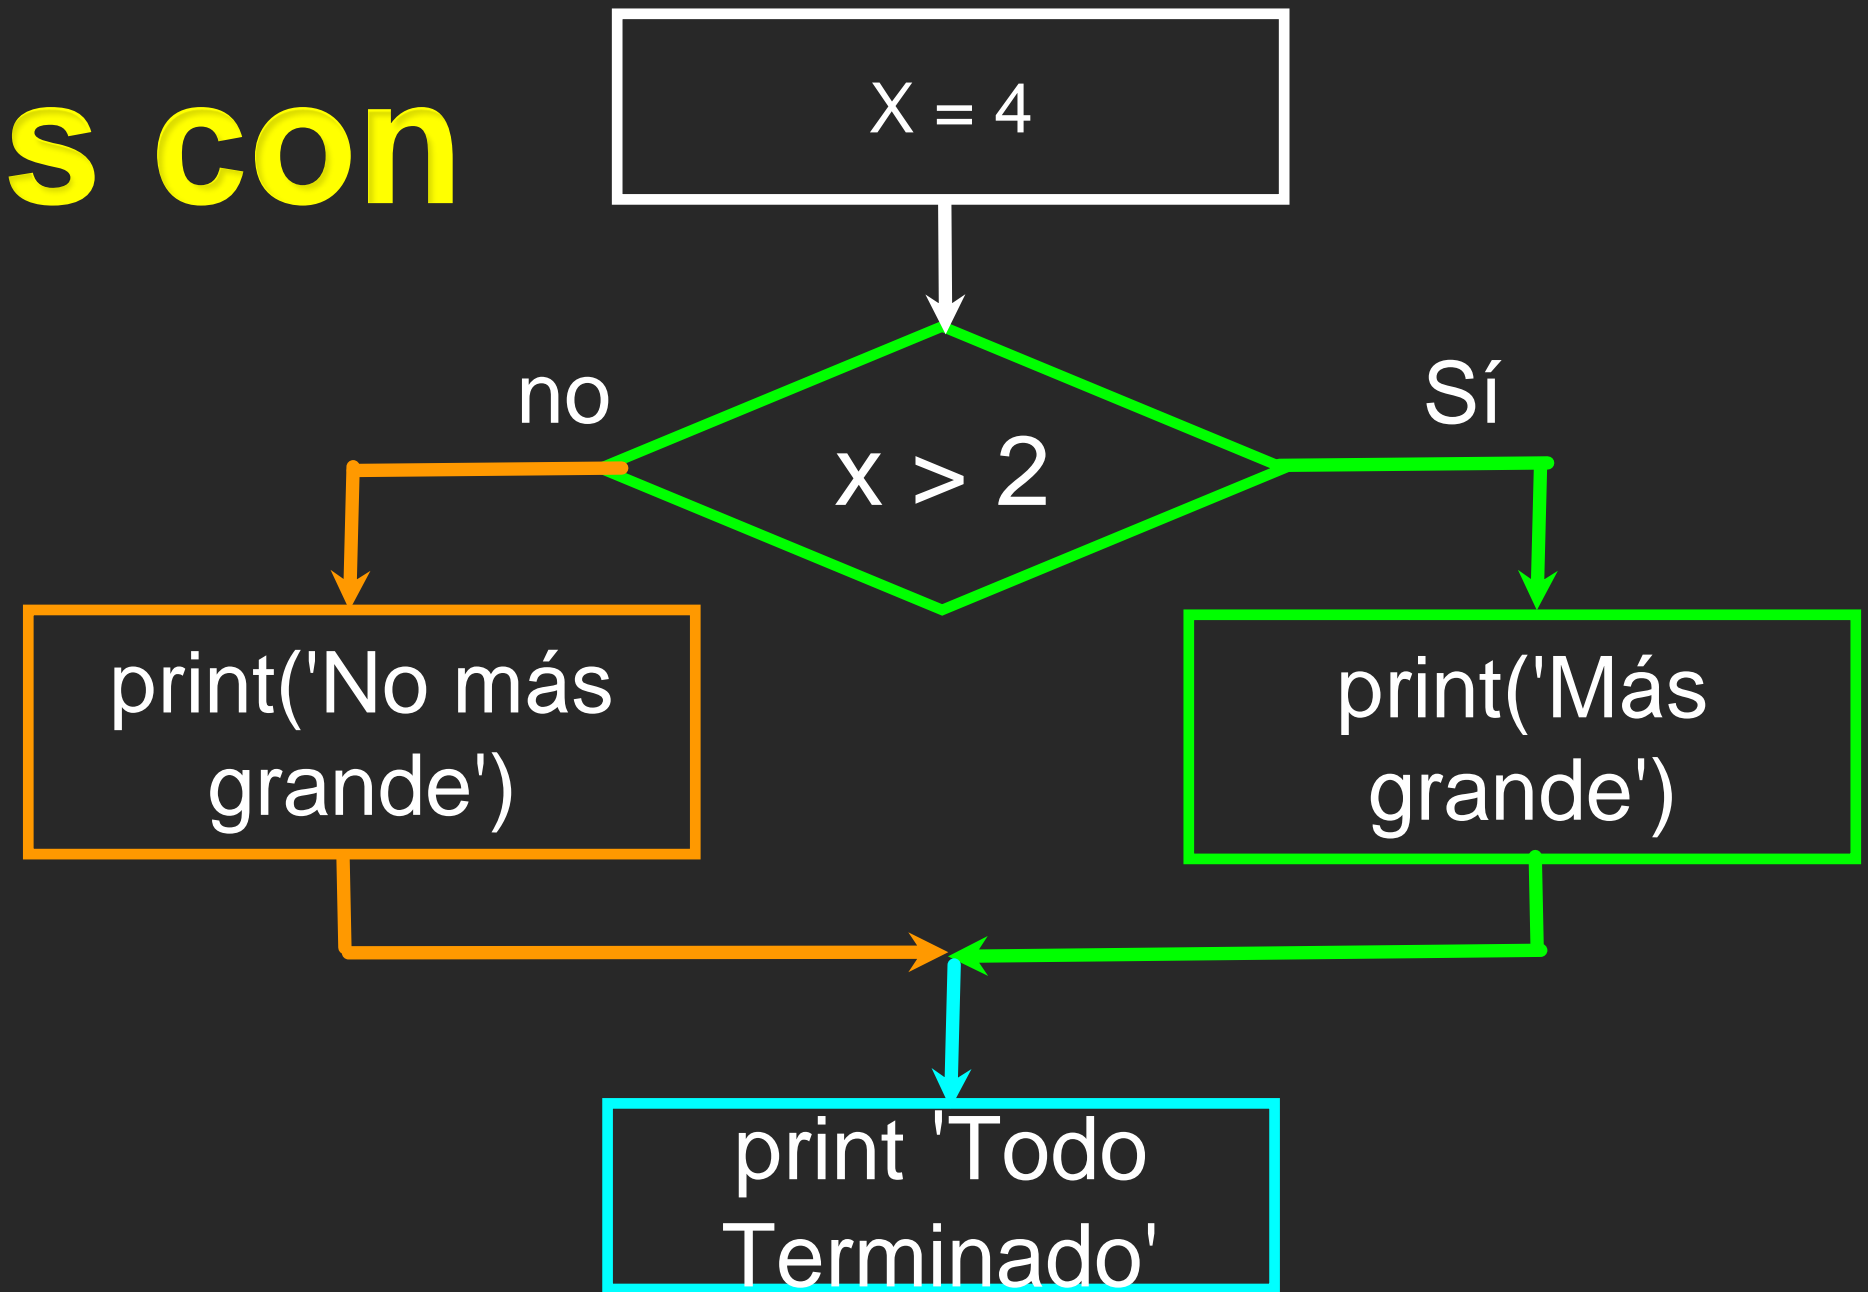 s con
X = 4
no
Sí
x > 2
print('No más
grande')
print('Más
grande')
print 'Todo
Terminado'